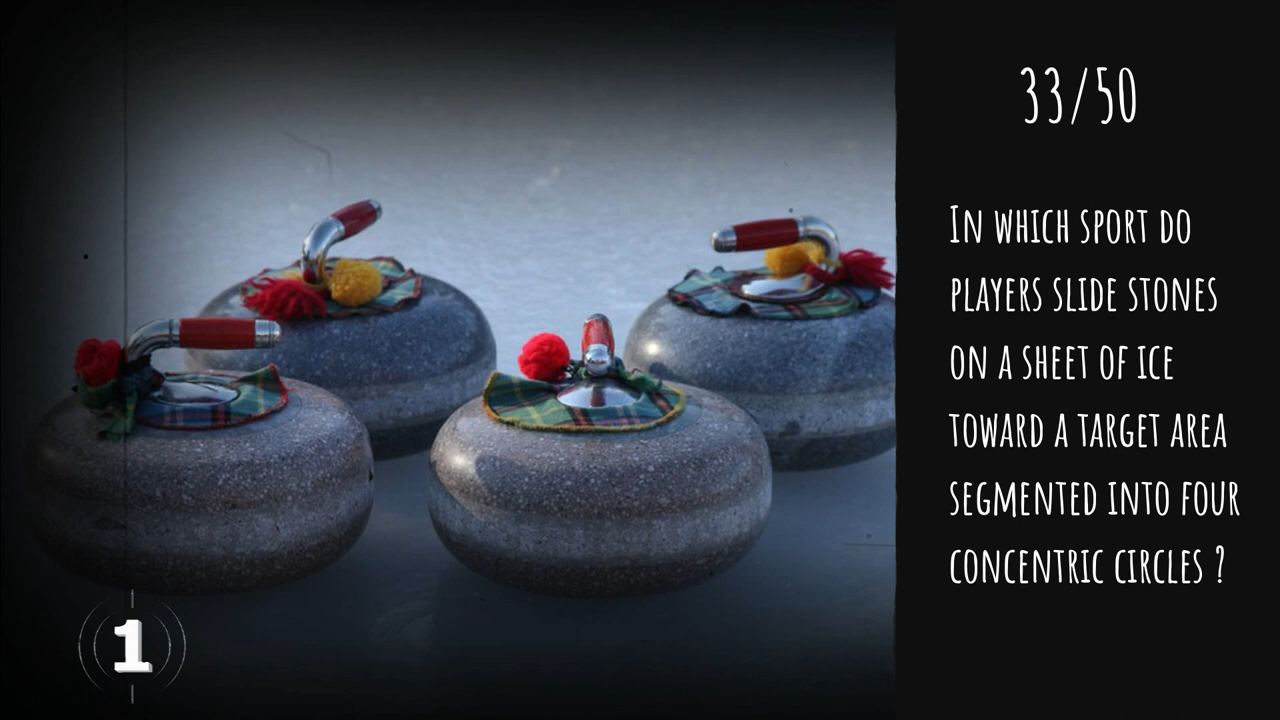 33/50
In which sport do
players slide stones
on a sheet of ice
toward a target area
segmented into four
concentric circles ?
1